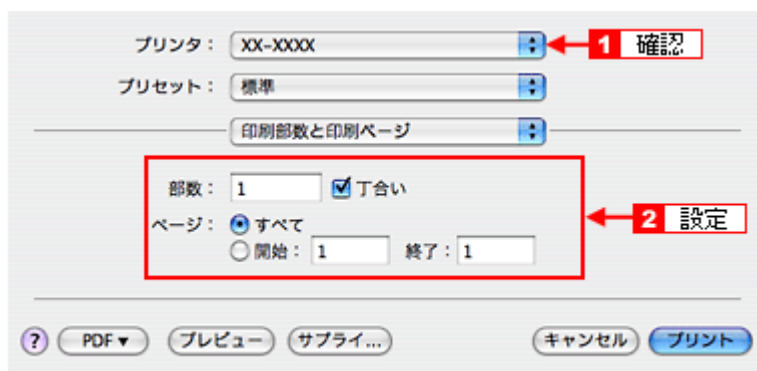 プリンタ： XX-XXXX 1 確認
プリセット： 標準
印刷部数と印刷ページ
部数： 1 丁合い
ページ： すべて
2 設定
開始： 1 終了： 1
? PDF▼ プレビュー サプライ... キャンセル プリント